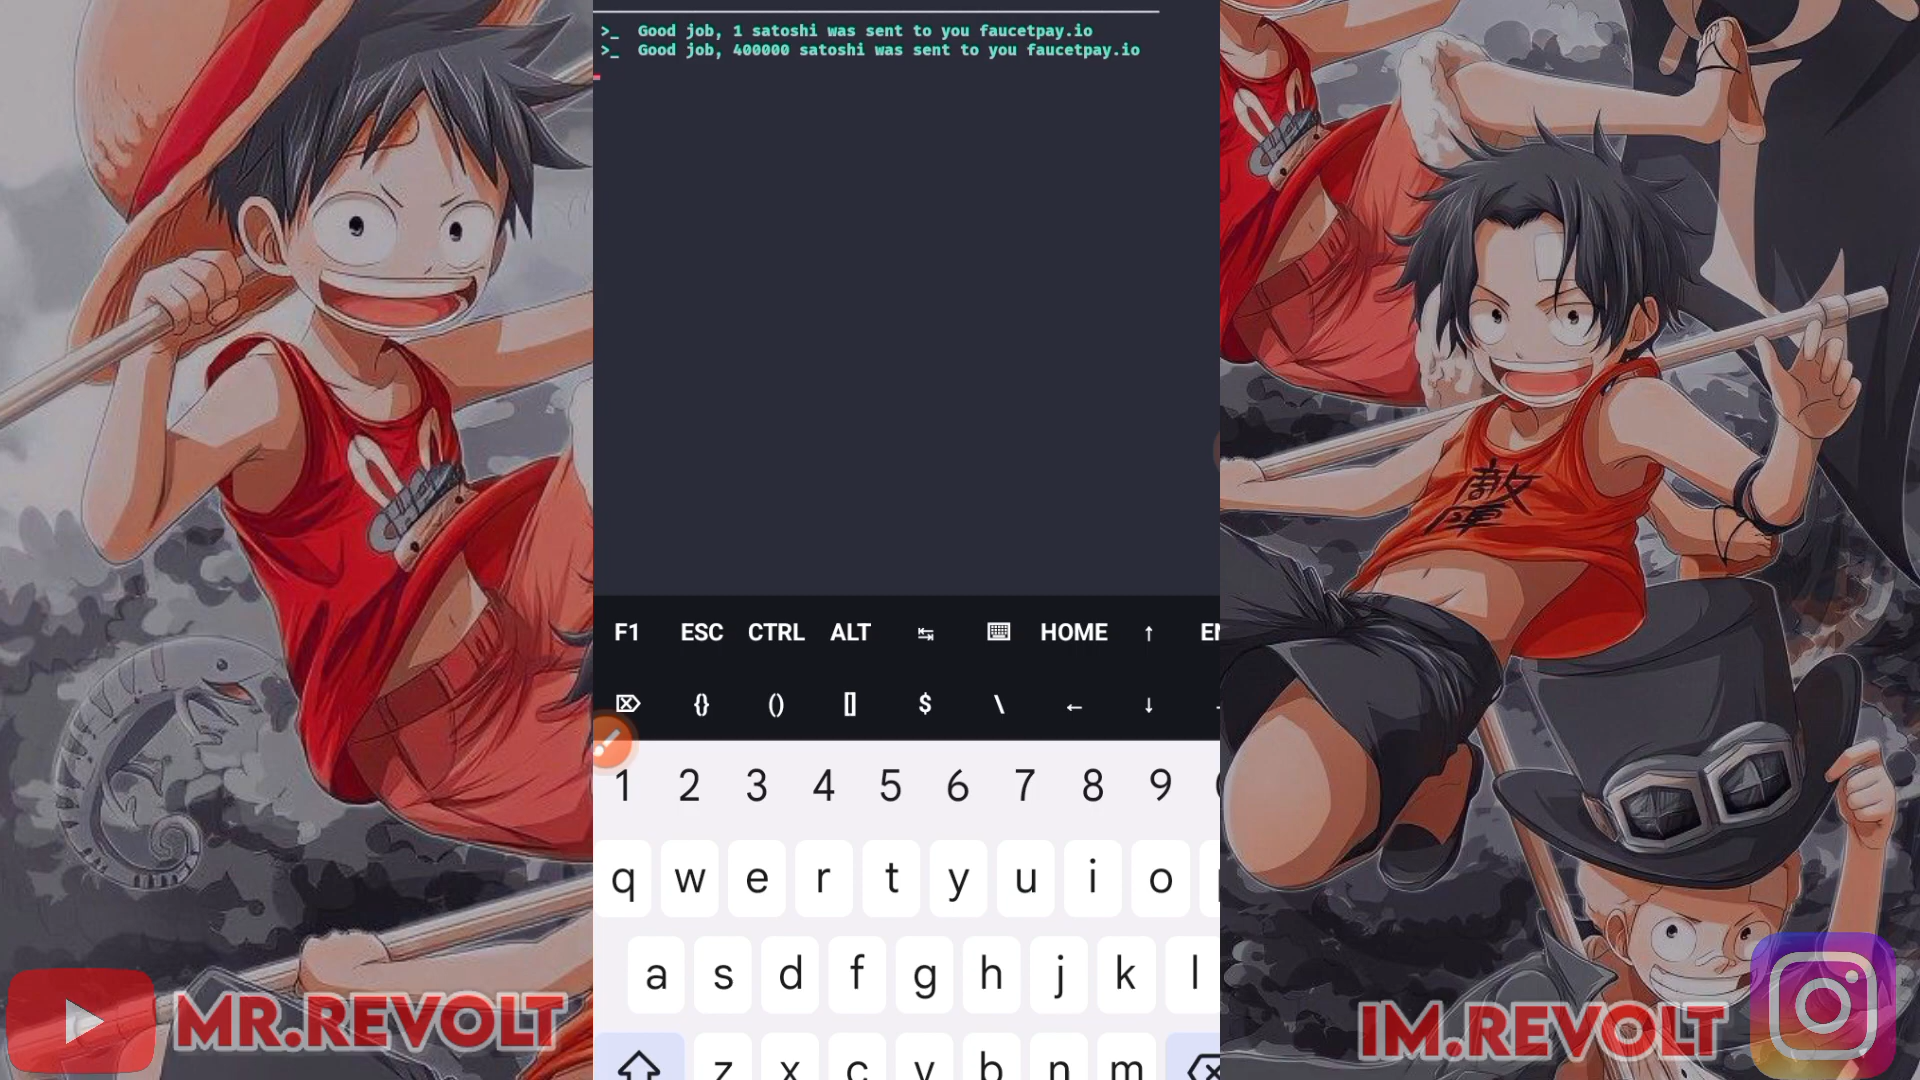 >_ Good job, 1 satoshi was sent to you faucetpay.io
>_ Good job, 400000 satoshi was sent to you faucetpay.io
F1 ESC CTRL ALT ↹ ⌨ HOME ↑ EN
⌦ {} () [] $ \ ← ↓
1 2 3 4 5 6 7 8 9
q w e r t y u i o
a s d f g h j k l
z x c v b n m
MR.REVOLT
IM.REVOLT